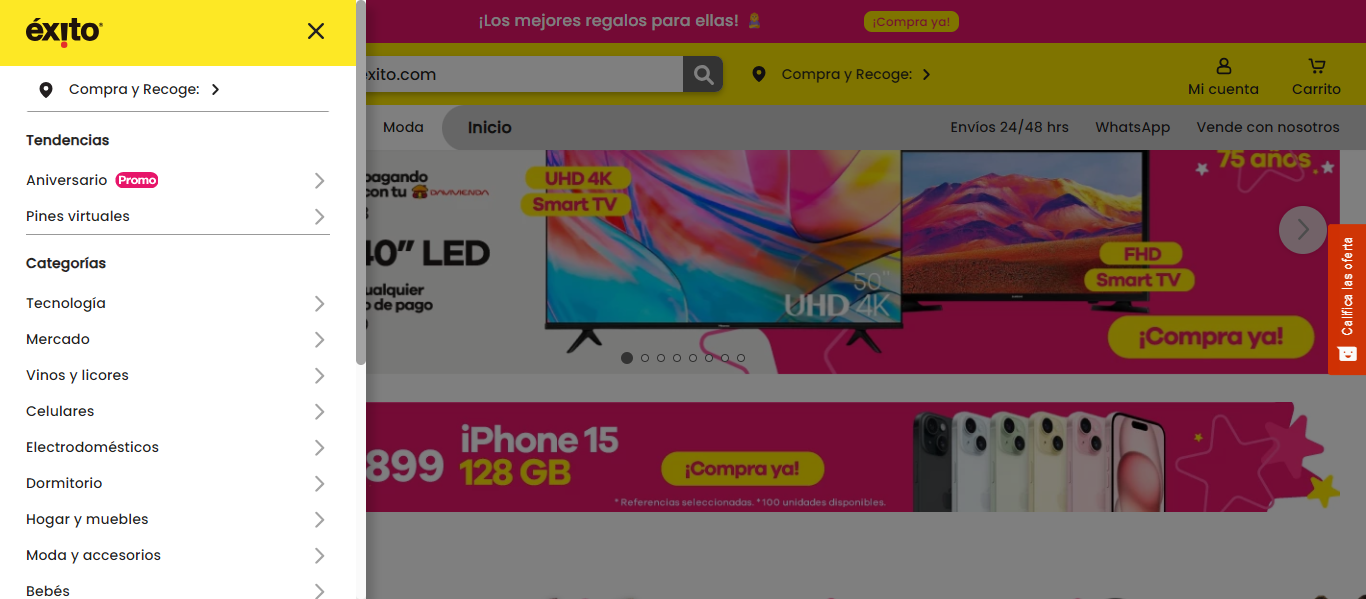 éxito
Compra y Recoge:
Tendencias
Aniversario Promo
Pines virtuales
Categorías
Tecnología
Mercado
Vinos y licores
Celulares
Electrodomésticos
Dormitorio
Hogar y muebles
Moda y accesorios
Bebés
¡Los mejores regalos para ellas!
¡Compra ya!
exito.com
Compra y Recoge:
Mi cuenta
Carrito
Moda
Inicio
Envíos 24/48 hrs
WhatsApp
Vende con nosotros
pagando
con tu DAVIVIENDA
40” LED
de pago
UHD 4K
Smart TV
50”
UHD 4K
75 años.
FHD
Smart TV
¡Compra ya!
Califica las oferta
899
iPhone 15
128 GB
¡Compra ya!
* Referencias seleccionadas. *100 unidades disponibles.